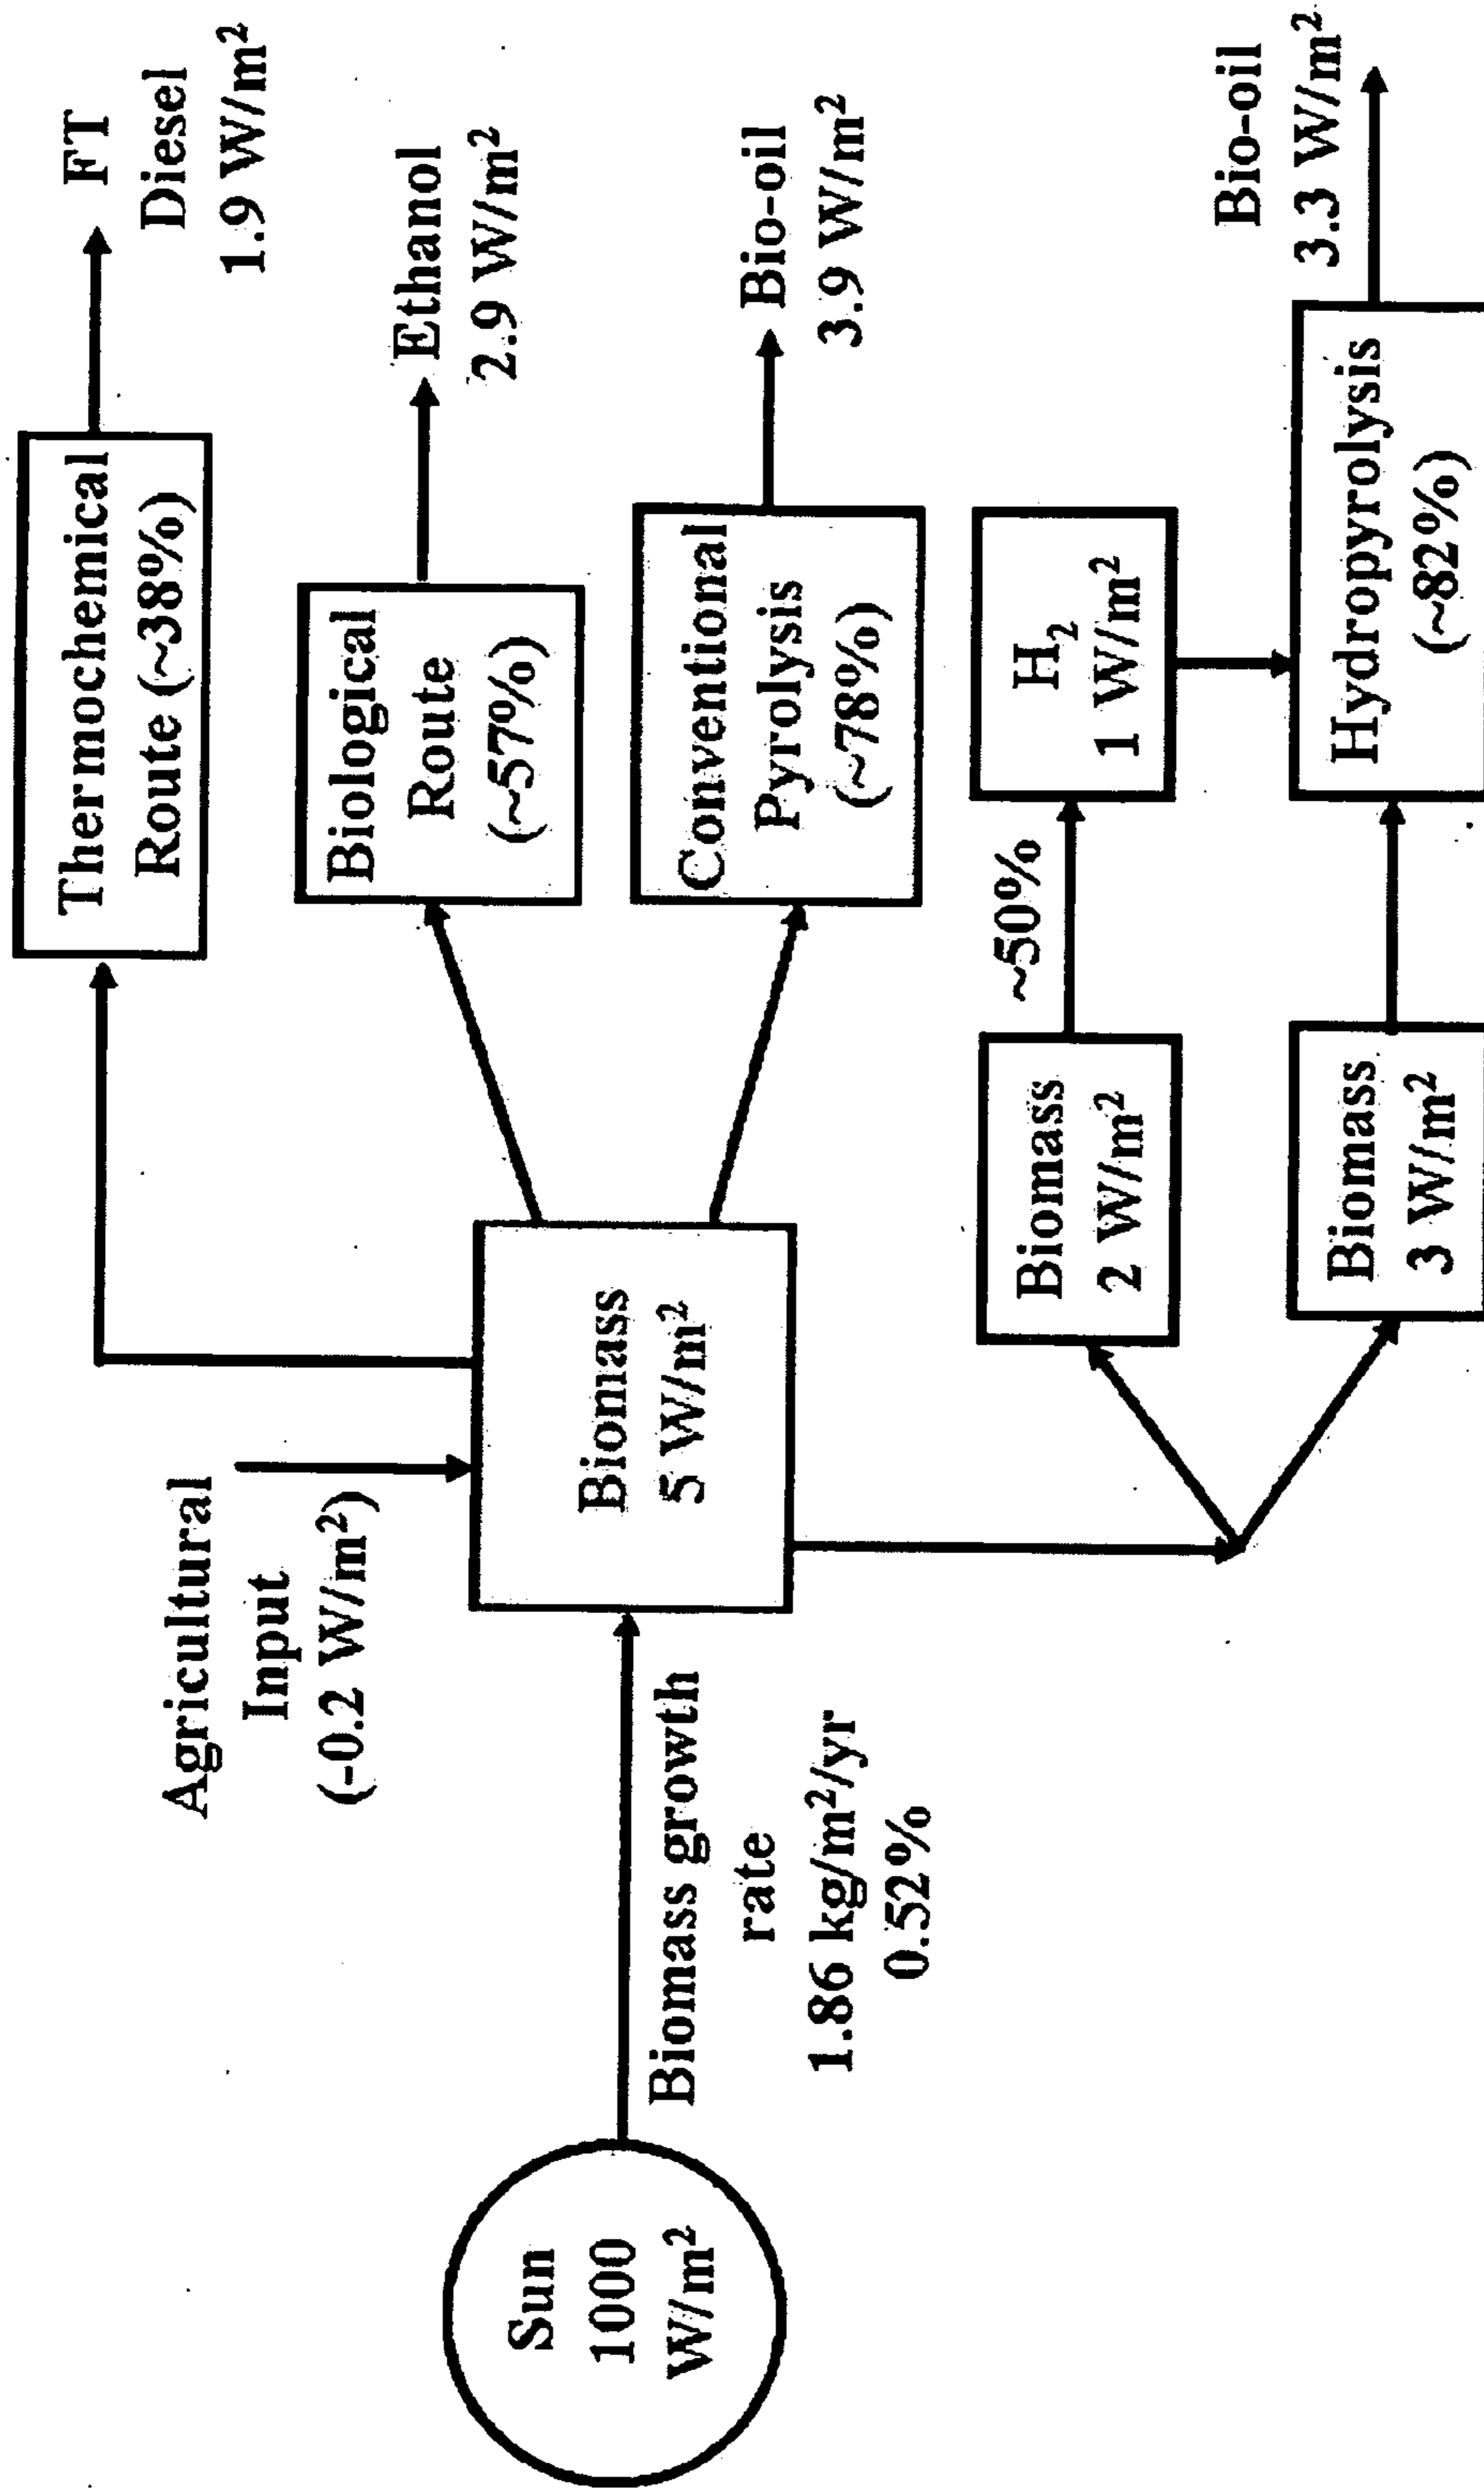 Sun
1000
W/m²
Biomass growth
rate
1.86 kg/m²/yr
0.52%
Agricultural
Input
(-0.2 W/m²)
Biomass
5 W/m²
Thermochemical
Route (~38%)
FT
Diesel
1.9 W/m²
Biological
Route
(~57%)
Ethanol
2.9 W/m²
Conventional
Pyrolysis
(~78%)
Bio-oil
3.9 W/m²
Biomass
2 W/m²
~50%
H₂
1 W/m²
Biomass
3 W/m²
Hydropyrolysis
(~82%)
Bio-oil
3.3 W/m²